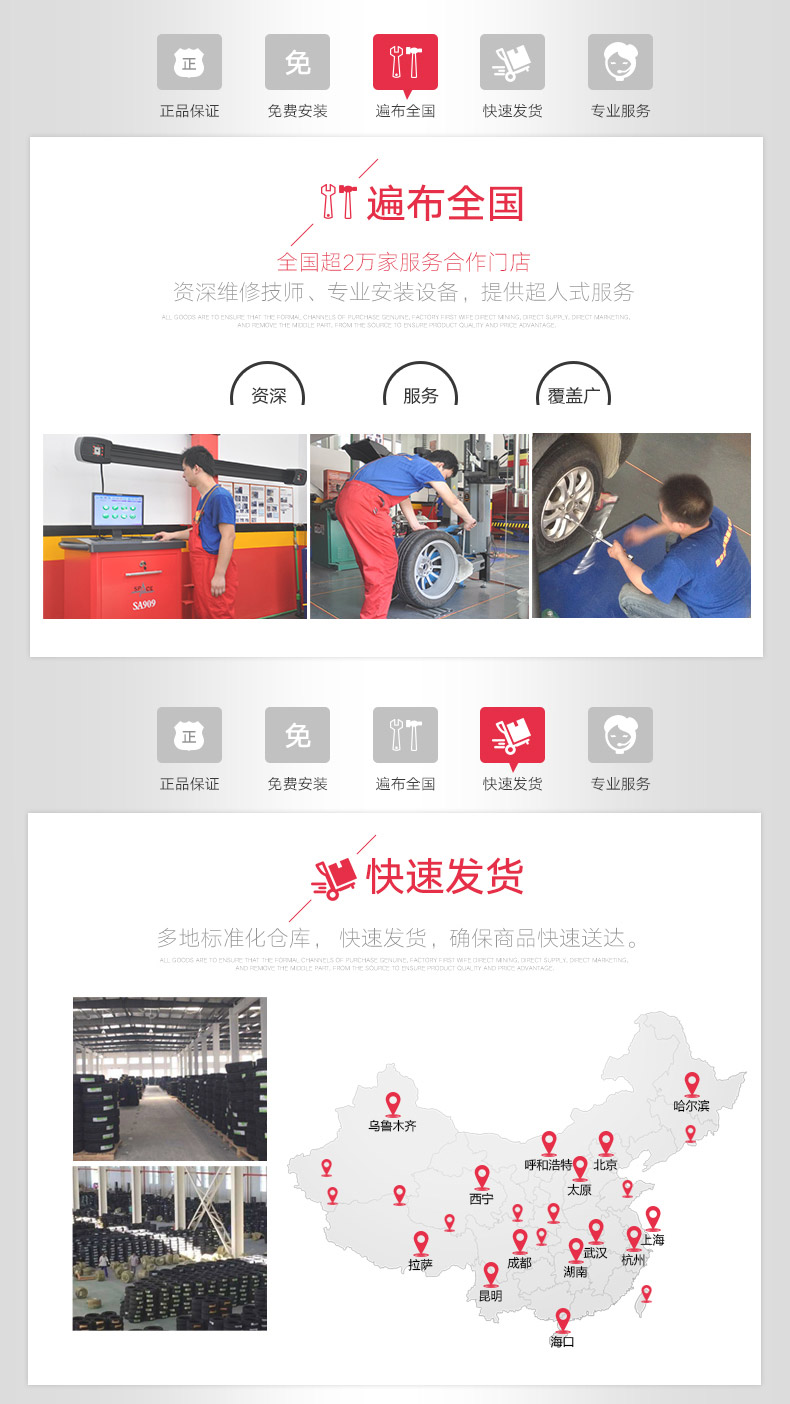 正
免
正品保证
免费安装
遍布全国
快速发货
专业服务
遍布全国
全国超2万家服务合作门店
资深维修技师、专业安装设备，提供超人式服务
ALL GOODS ARE TO ENSURE THAT THE FORMAL CHANNELS OF PURCHASE GENUINE, FACTORY FIRST WIFE DIRECT MINING, DIRECT SUPPLY, DIRECT MARKETING,
AND REMOVE THE MIDDLE PART, FROM THE SOURCE TO ENSURE PRODUCT QUALITY AND PRICE ADVANTAGE.
资深
服务
覆盖广
SA909
正
免
正品保证
免费安装
遍布全国
快速发货
专业服务
快速发货
多地标准化仓库， 快速发货，确保商品快速送达。
ALL GOODS ARE TO ENSURE THAT THE FORMAL CHANNELS OF PURCHASE GENUINE, FACTORY FIRST WIFE DIRECT MINING, DIRECT SUPPLY, DIRECT MARKETING,
AND REMOVE THE MIDDLE PART, FROM THE SOURCE TO ENSURE PRODUCT QUALITY AND PRICE ADVANTAGE.
哈尔滨
乌鲁木齐
呼和浩特
北京
太原
西宁
上海
武汉
杭州
成都
拉萨
湖南
昆明
海口